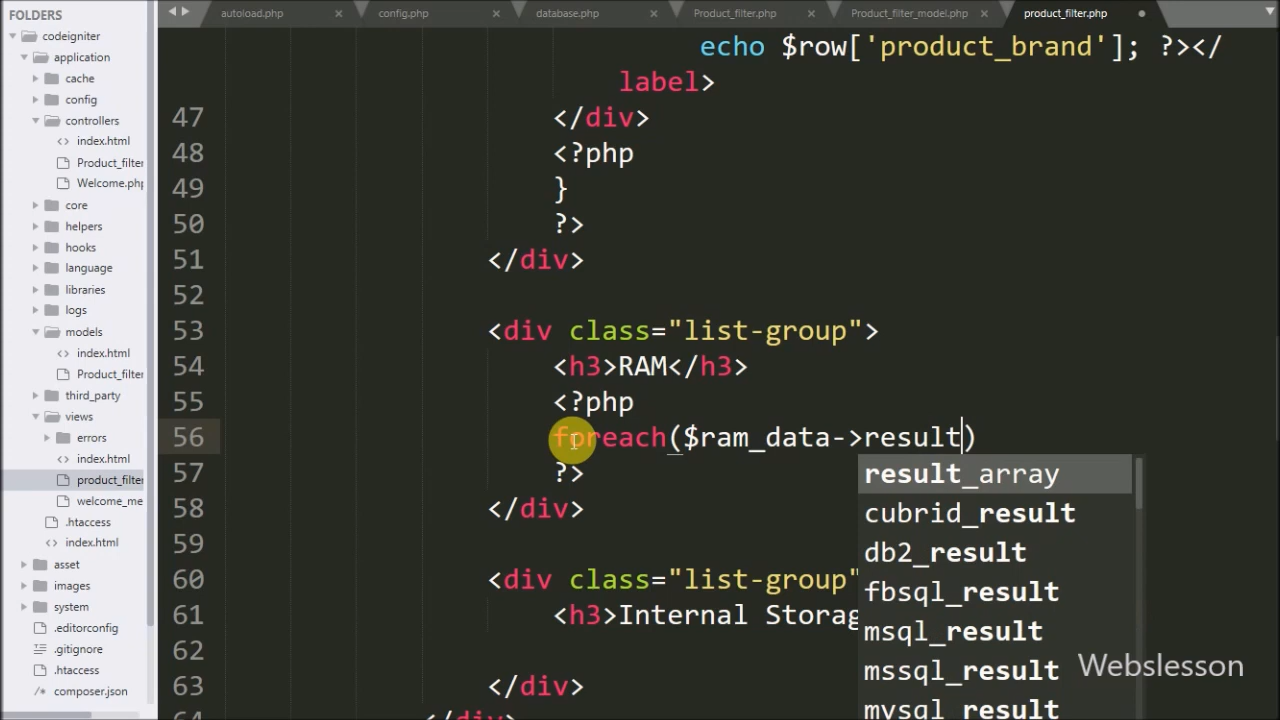 FOLDERS
codeigniter
application
cache
config
controllers
index.html
Product_filter
Welcome.php
core
helpers
hooks
language
libraries
logs
models
index.html
Product_filter
third_party
views
errors
index.html
product_filter
welcome_me
.htaccess
index.html
asset
images
system
.editorconfig
.gitignore
.htaccess
composer.json
autoload.php
config.php
database.php
Product_filter.php
Product_filter_model.php
product_filter.php
echo $row['product_brand']; ?></
label>
47 </div>
48 <?php
49 }
50 ?>
51 </div>
52
53 <div class="list-group">
54 <h3>RAM</h3>
55 <?php
56 foreach($ram_data->result)
57 ?>
58 </div>
59
60 <div class="list-group"
61 <h3>Internal Storag
62
63 </div>
64 </div>
result_array
cubrid_result
db2_result
fbsql_result
msql_result
mssql_result
mysql_result
Webslesson